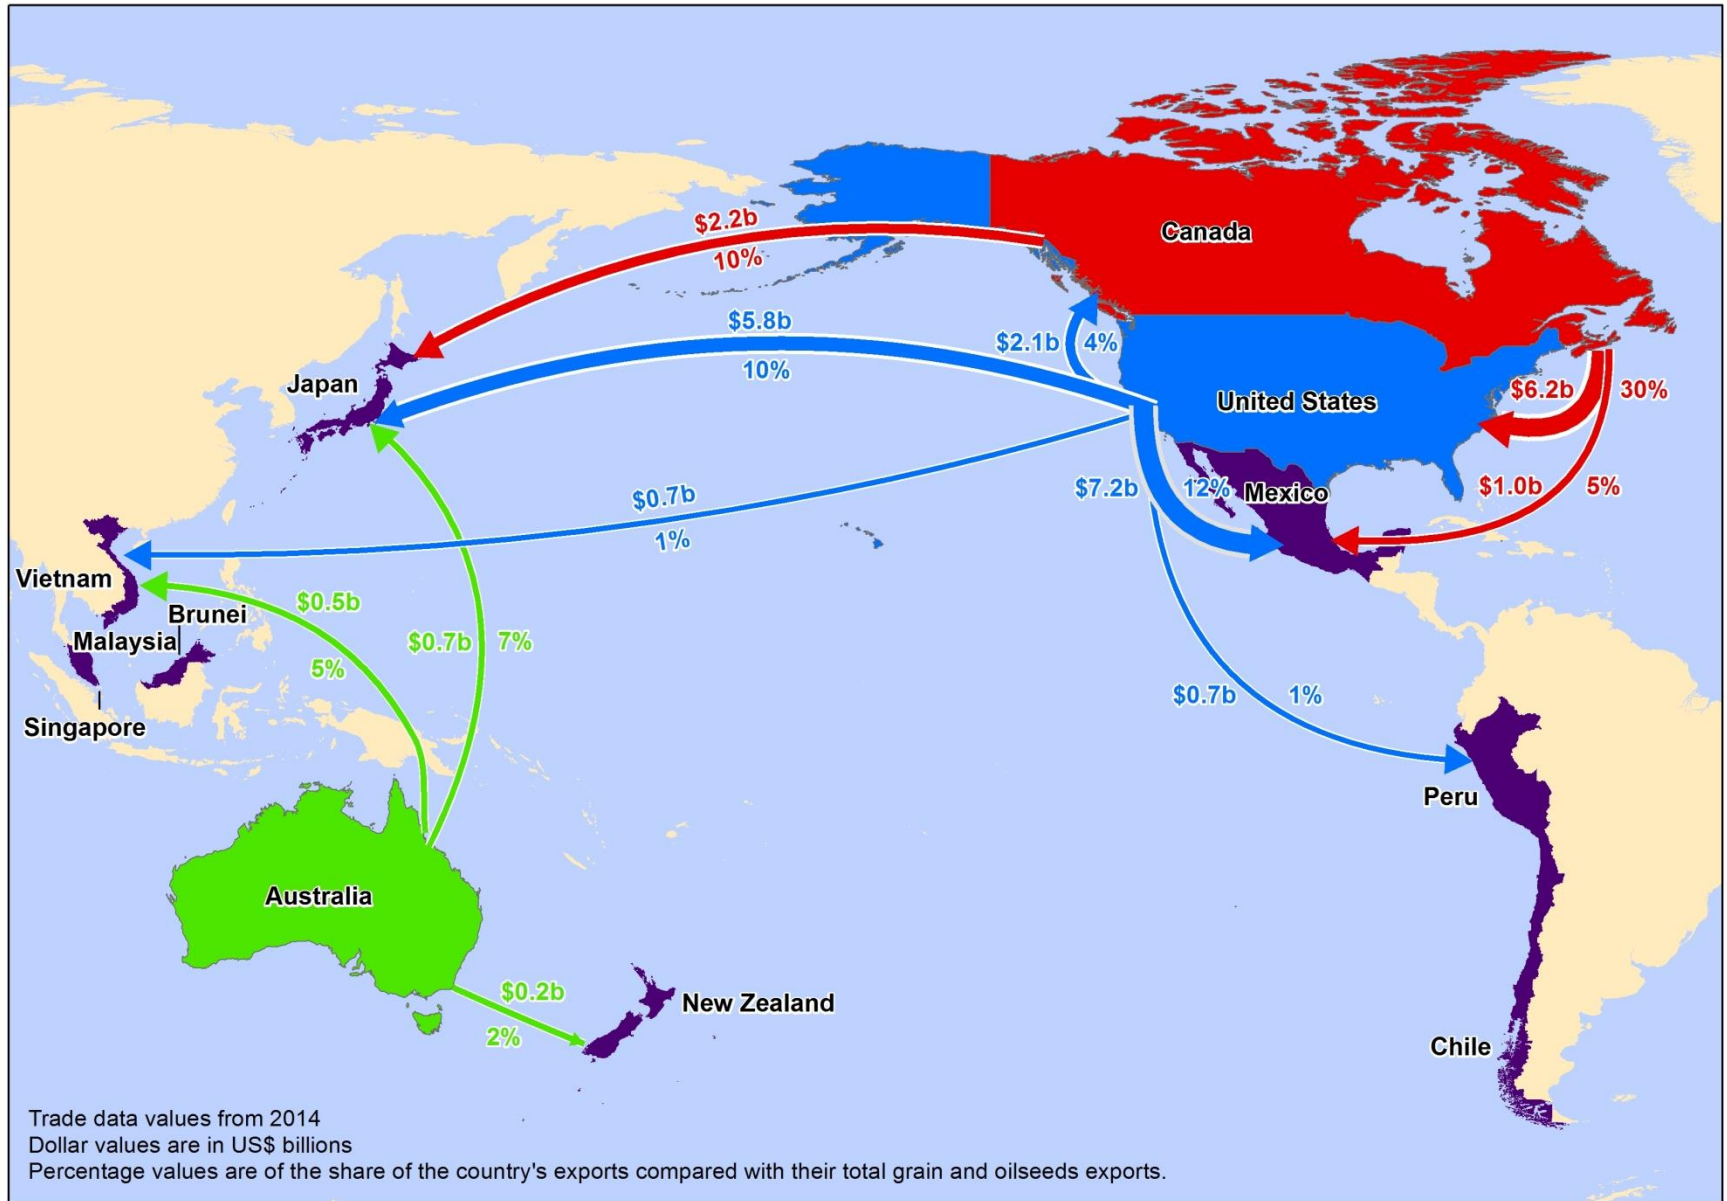 Canada
$2.2b
10%
$5.8b
10%
$2.1b
4%
Japan
United States
$6.2b
30%
$7.2b
12%
Mexico
$1.0b
5%
$0.7b
1%
Vietnam
$0.5b
Brunei
Malaysia
5%
$0.7b
7%
Singapore
$0.7b
1%
Peru
Australia
$0.2b
2%
New Zealand
Chile
Trade data values from 2014
Dollar values are in US$ billions
Percentage values are of the share of the country's exports compared with their total grain and oilseeds exports.